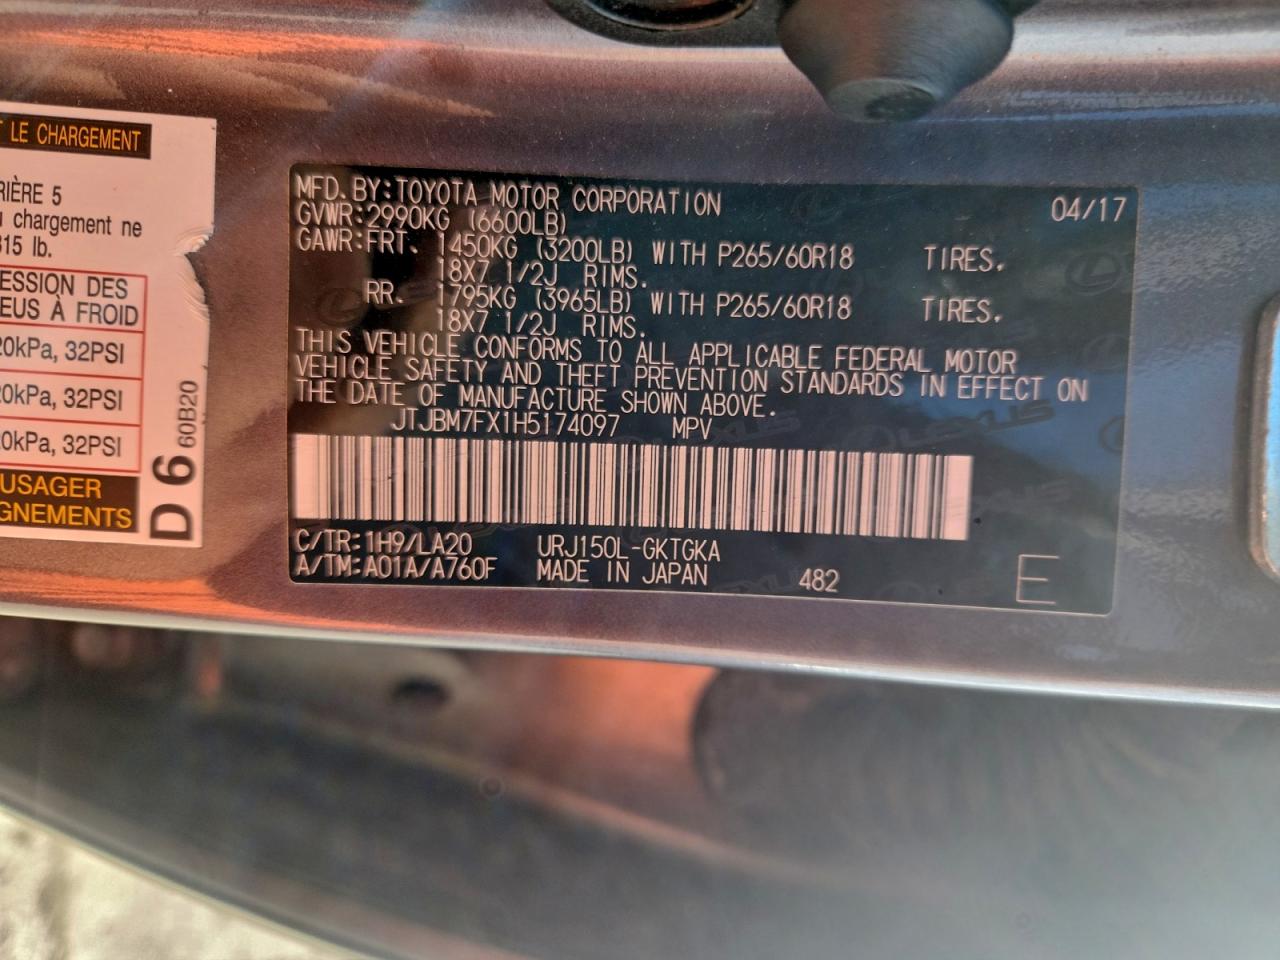 T LE CHARGEMENT
RIÈRE 5
u chargement ne
815 lb.
ESSION DES
EUS À FROID
20kPa, 32PSI
20kPa, 32PSI
20kPa, 32PSI
USAGER
GNEMENTS
D 6 60B20
MFD. BY:TOYOTA MOTOR CORPORATION 04/17
GVWR:2990KG (6600LB)
GAWR:FRT. 1450KG (3200LB) WITH P265/60R18 TIRES.
18X7 1/2J RIMS.
RR. 1795KG (3965LB) WITH P265/60R18 TIRES.
18X7 1/2J RIMS.
THIS VEHICLE CONFORMS TO ALL APPLICABLE FEDERAL MOTOR
VEHICLE SAFETY AND THEFT PREVENTION STANDARDS IN EFFECT ON
THE DATE OF MANUFACTURE SHOWN ABOVE.
JTJBM7FX1H5174097 MPV
C/TR:1H9/LA20 URJ150L-GKTGKA
A/TM:A01A/A760F MADE IN JAPAN 482 E
LEXUS